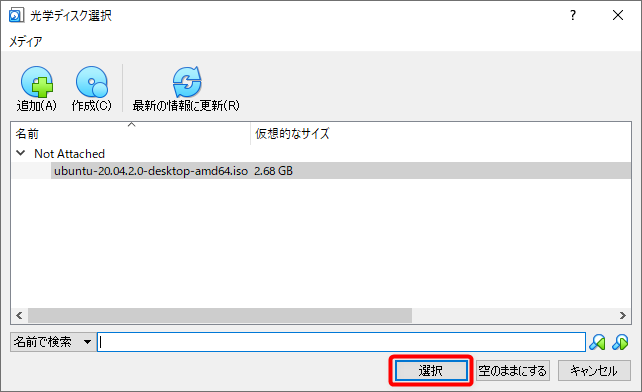 光学ディスク選択
メディア
追加(A) 作成(C) 最新の情報に更新(R)
名前 仮想的なサイズ
Not Attached
ubuntu-20.04.2.0-desktop-amd64.iso 2.68 GB
名前で検索
選択 空のままにする キャンセル